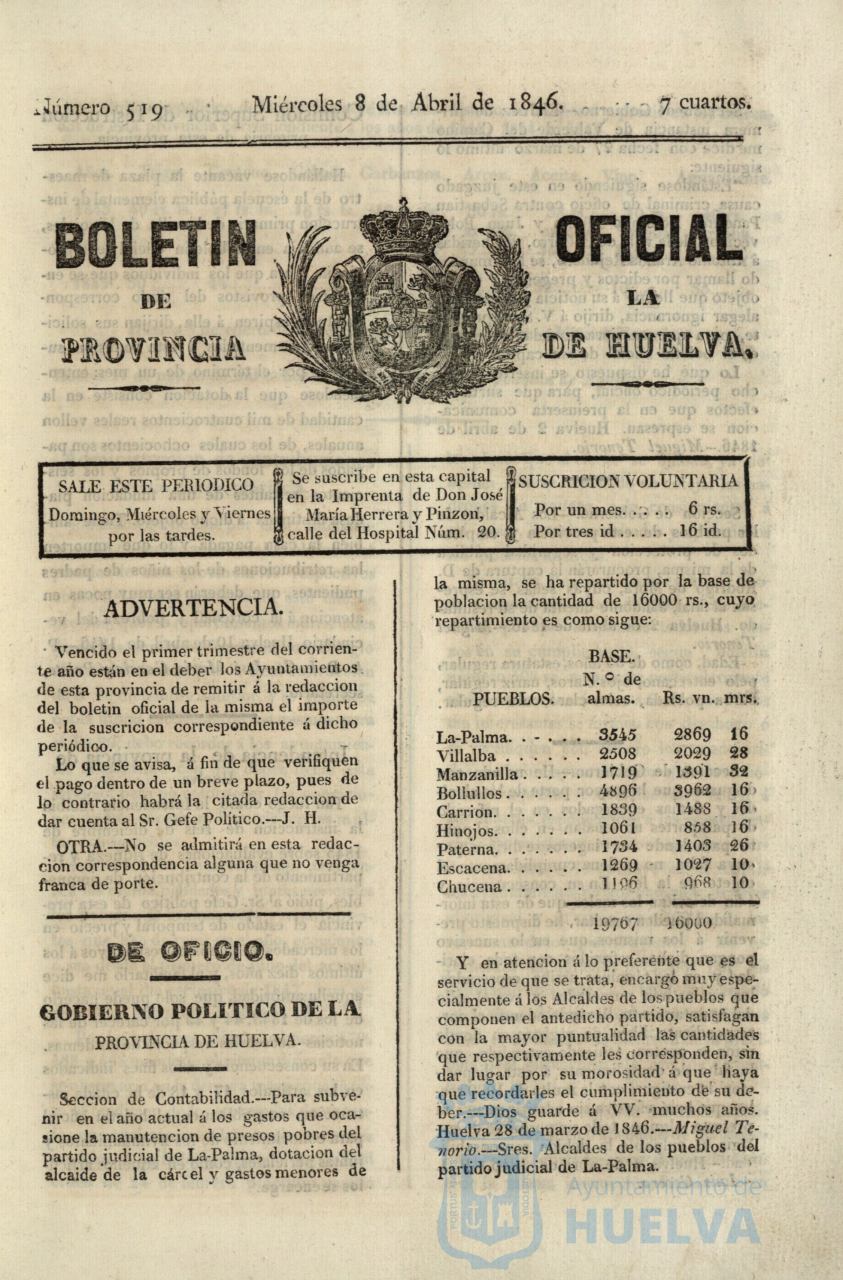 Número 519 Miércoles 8 de Abril de 1846. 7 cuartos.
BOLETIN OFICIAL
DE LA
PROVINCIA DE HUELVA.
SALE ESTE PERIODICO
Domingo, Miércoles y Viernes
por las tardes.
Se suscribe en esta capital
en la Imprenta de Don José
María Herrera y Pinzon,
calle del Hospital Núm. 20.
SUSCRICION VOLUNTARIA
Por un mes. . . . . 6 rs.
Por tres id . . . . . 16 id.
ADVERTENCIA.
Vencido el primer trimestre del corrien-
te año están en el deber los Ayuntamientos
de esta provincia de remitir á la redaccion
del boletin oficial de la misma el importe
de la suscricion correspondiente á dicho
periódico.
Lo que se avisa, á fin de que verifiquen
el pago dentro de un breve plazo, pues de
lo contrario habrá la citada redaccion de
dar cuenta al Sr. Gefe Politico.---J. H.
OTRA.---No se admitirá en esta redac-
cion correspondencia alguna que no venga
franca de porte.
DE OFICIO.
GOBIERNO POLITICO DE LA
PROVINCIA DE HUELVA.
Seccion de Contabilidad.---Para subve-
nir en el año actual á los gastos que oca-
sione la manutencion de presos pobres del
partido judicial de La-Palma, dotacion del
alcaide de la cárcel y gastos menores de
la misma, se ha repartido por la base de
poblacion la cantidad de 16000 rs., cuyo
repartimiento es como sigue:
BASE.
N.º de
PUEBLOS. almas. Rs. vn. mrs.
La-Palma. . . . . . 3545 2869 16
Villalba . . . . . . 2508 2029 28
Manzanilla . . . . . 1719 1391 32
Bollullos . . . . . . 4896 3962 16
Carrion. . . . . . . 1839 1488 16
Hinojos. . . . . . . 1061 858 16
Paterna. . . . . . . 1734 1403 26
Escacena. . . . . . 1269 1027 10
Chucena . . . . . . 1196 968 10
19767 16000
Y en atencion á lo preferente que es el
servicio de que se trata, encargo muy espe-
cialmente á los Alcaldes de los pueblos que
componen el antedicho partido, satisfagan
con la mayor puntualidad las cantidades
que respectivamente les corresponden, sin
dar lugar por su morosidad á que haya
que recordarles el cumplimiento de su de-
ber.---Dios guarde á VV. muchos años.
Huelva 28 de marzo de 1846.---Miguel Te-
norio.---Sres. Alcaldes de los pueblos del
partido judicial de La-Palma.
Ayuntamiento de
HUELVA